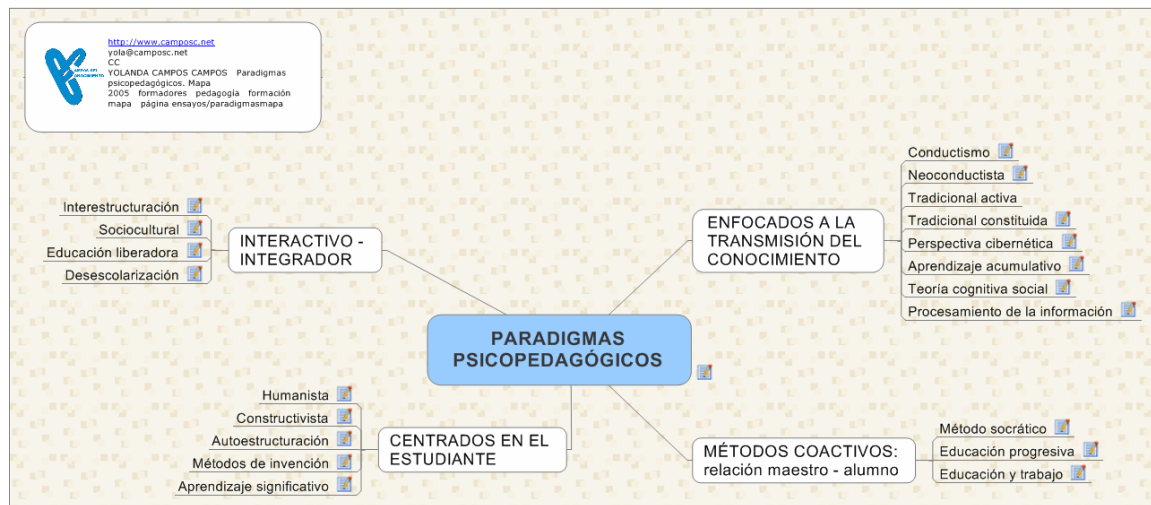 http://www.camposc.net
yola@camposc.net
CC
YOLANDA CAMPOS CAMPOS Paradigmas
psicopedagógicos. Mapa
2005 formadores pedagogía formación
mapa página ensayos/paradigmasmapa
Interestructuración
Sociocultural
Educación liberadora
Desescolarización
INTERACTIVO -
INTEGRADOR
ENFOCADOS A LA
TRANSMISIÓN DEL
CONOCIMIENTO
Conductismo
Neoconductista
Tradicional activa
Tradicional constituida
Perspectiva cibernética
Aprendizaje acumulativo
Teoría cognitiva social
Procesamiento de la información
PARADIGMAS
PSICOPEDAGÓGICOS
Humanista
Constructivista
Autoestructuración
Métodos de invención
Aprendizaje significativo
CENTRADOS EN EL
ESTUDIANTE
MÉTODOS COACTIVOS:
relación maestro - alumno
Método socrático
Educación progresiva
Educación y trabajo